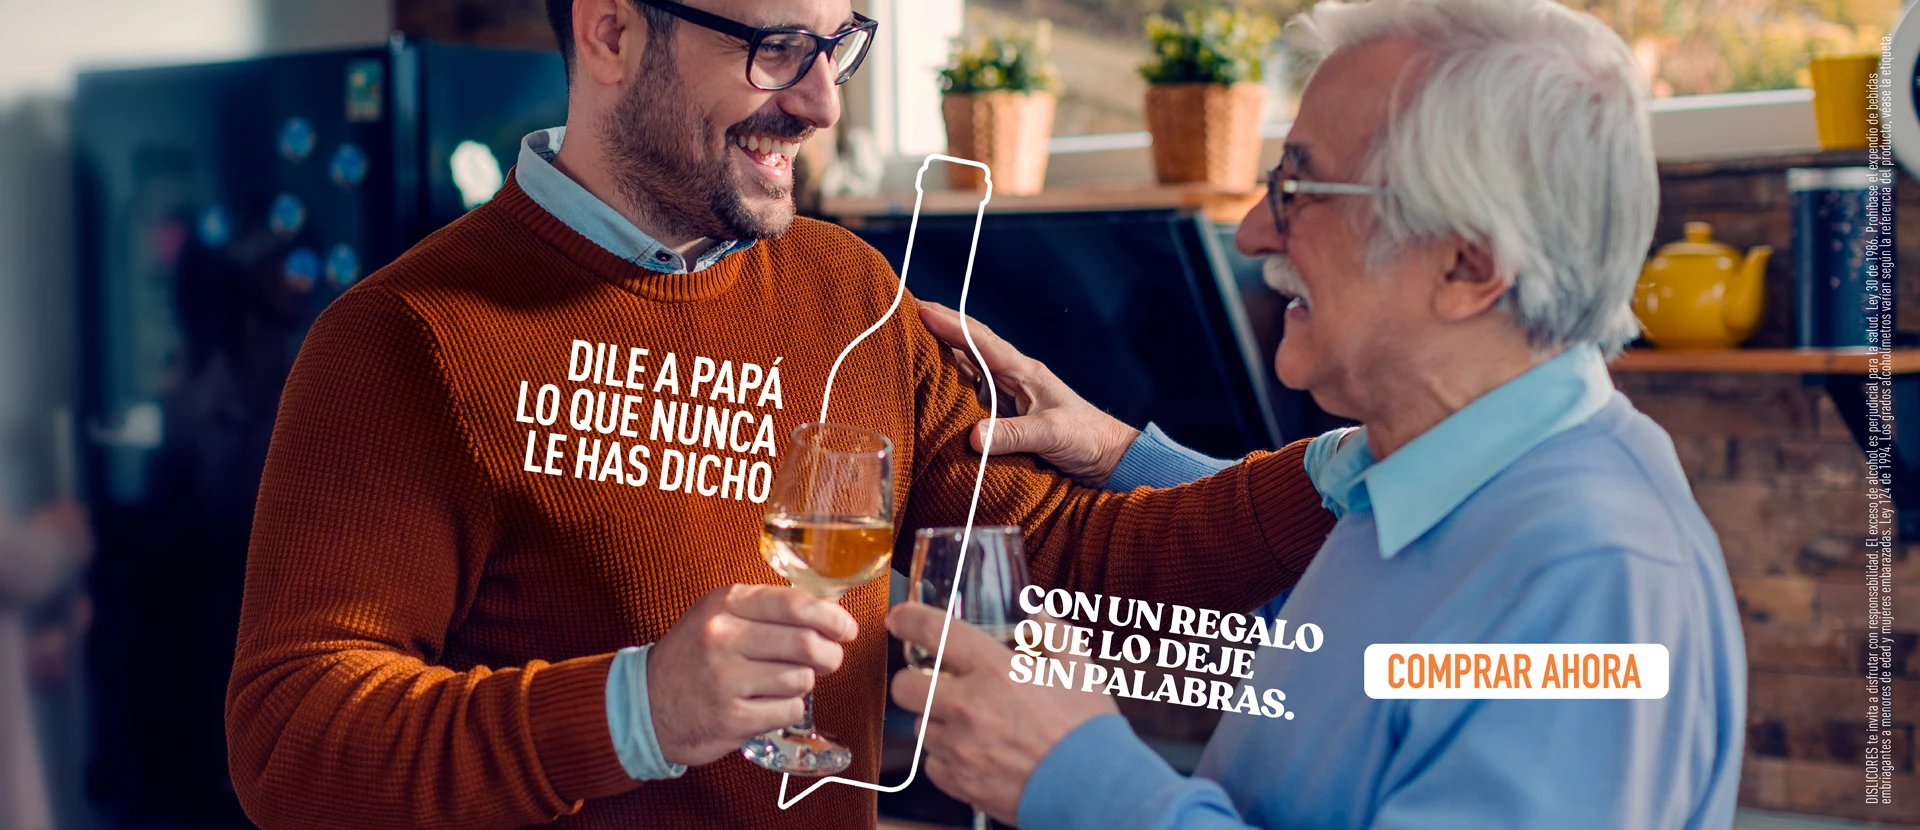 DILE A PAPÁ
LO QUE NUNCA
LE HAS DICHO
CON UN REGALO
QUE LO DEJE
SIN PALABRAS.
COMPRAR AHORA
DISLICORES te invita a disfrutar con responsabilidad. El exceso de alcohol es perjudicial para la salud. Ley 30 de 1986. Prohíbase el expendio de bebidas
embriagantes a menores de edad y mujeres embarazadas. Ley 124 de 1994. Los grados alcoholímetros varían según la referencia del producto, véase la etiqueta.